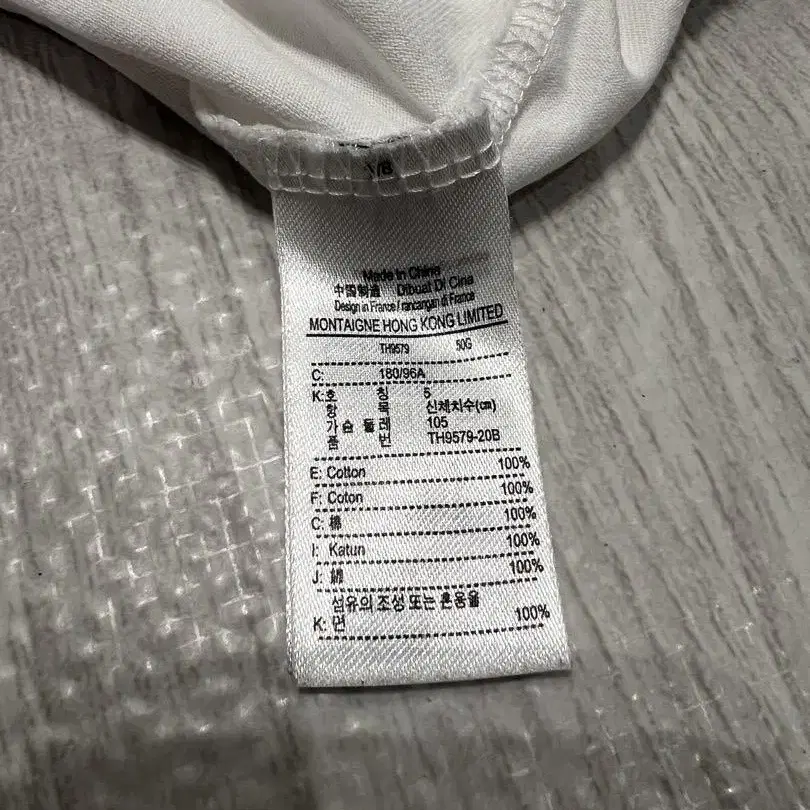 Made in China
中國制造 Dibuat Di Cina
Design in France / rancangan di France
MONTAIGNE HONG KONG LIMITED
TH9579 50G
C: 180/96A
K: 호 칭 5
항 목 신체치수(cm)
가 슴 둘 레 105
품 번 TH9579-20B
E: Cotton 100%
F: Coton 100%
C: 棉 100%
I: Katun 100%
J: 綿 100%
섬유의 조성 또는 혼용율
K: 면 100%